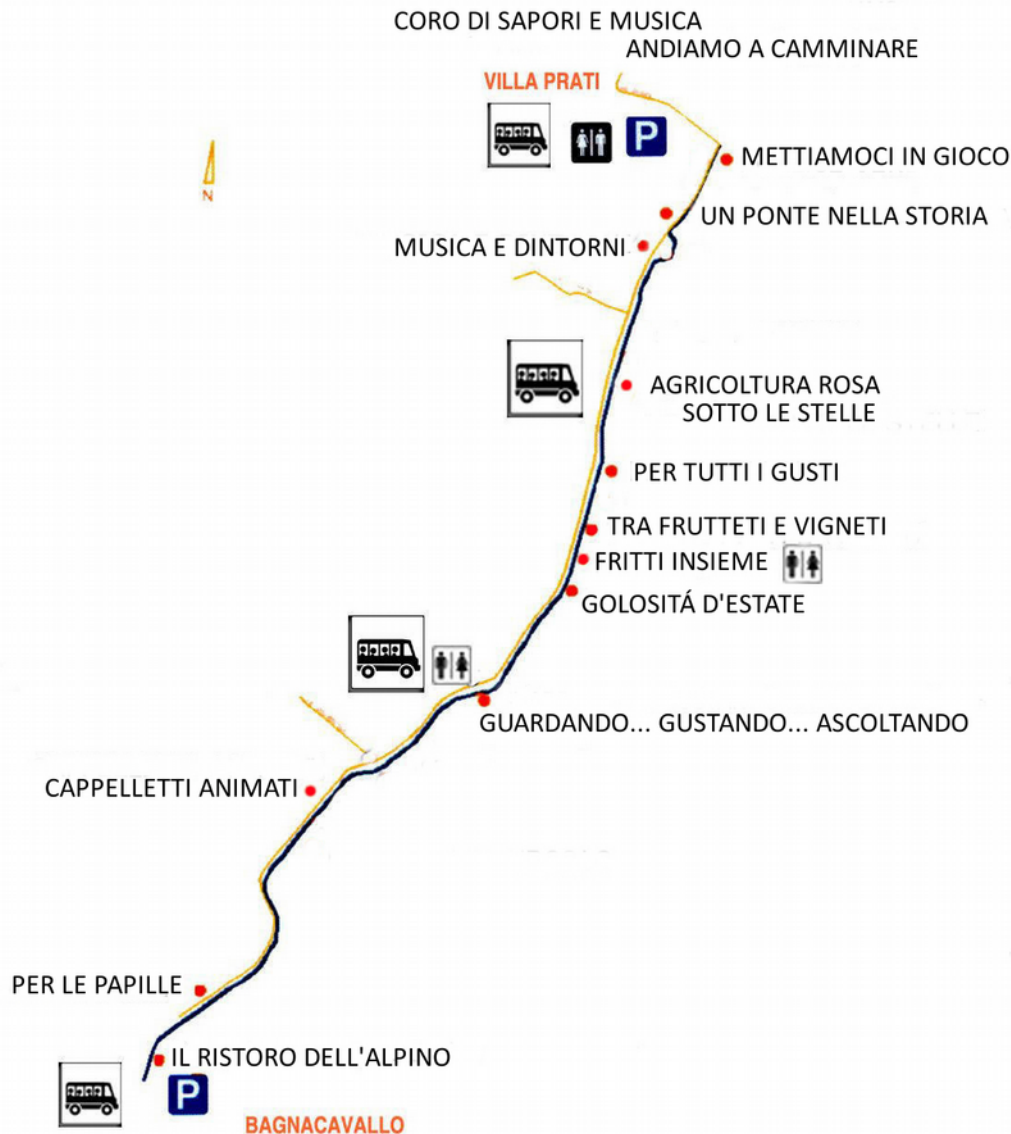 CORO DI SAPORI E MUSICA
ANDIAMO A CAMMINARE
VILLA PRATI
P
METTIAMOCI IN GIOCO
N
UN PONTE NELLA STORIA
MUSICA E DINTORNI
AGRICOLTURA ROSA
SOTTO LE STELLE
PER TUTTI I GUSTI
TRA FRUTTETI E VIGNETI
FRITTI INSIEME
GOLOSITÁ D'ESTATE
GUARDANDO... GUSTANDO... ASCOLTANDO
CAPPELLETTI ANIMATI
PER LE PAPILLE
IL RISTORO DELL'ALPINO
P
BAGNACAVALLO